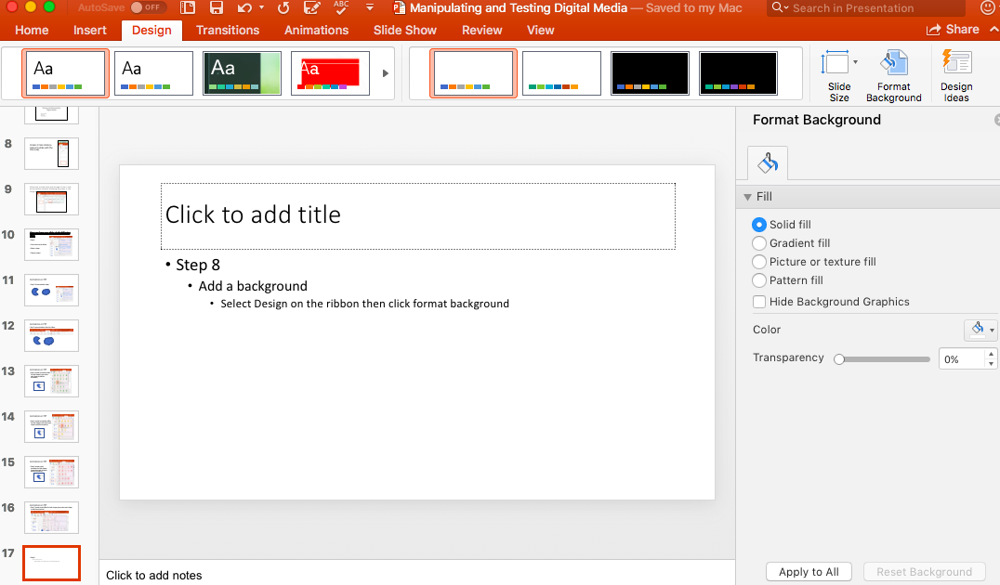 AutoSave OFF ABC Manipulating and Testing Digital Media — Saved to my Mac Search in Presentation
Home Insert Design Transitions Animations Slide Show Review View Share
Aa Aa Aa Aa
Slide Size
Format Background
Design Ideas
8
9
10
11
12
13
14
15
16
17
Click to add title
• Step 8
• Add a background
• Select Design on the ribbon then click format background
Click to add notes
Format Background
Fill
Solid fill
Gradient fill
Picture or texture fill
Pattern fill
Hide Background Graphics
Color
Transparency 0%
Apply to All Reset Background